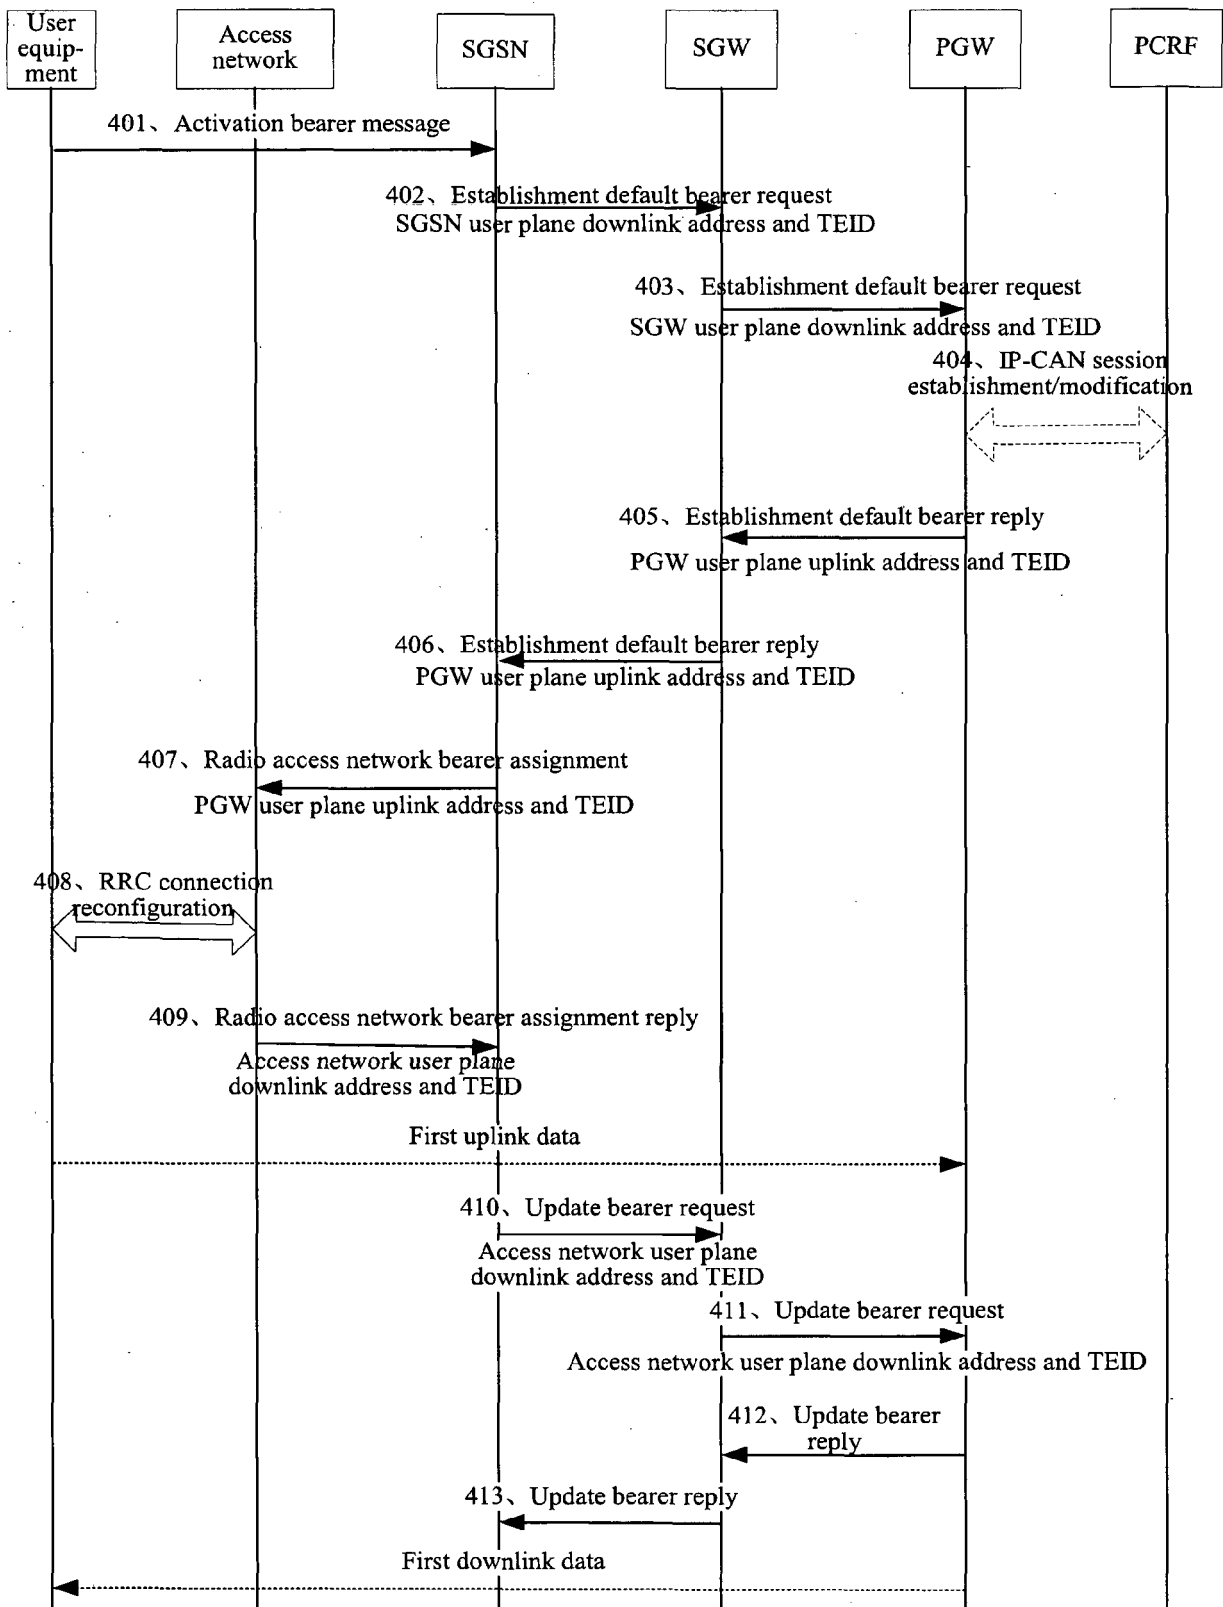 User
equip-
ment
Access
network
SGSN
SGW
PGW
PCRF
401、Activation bearer message
402、Establishment default bearer request
SGSN user plane downlink address and TEID
403、Establishment default bearer request
SGW user plane downlink address and TEID
404、IP-CAN session
establishment/modification
405、Establishment default bearer reply
PGW user plane uplink address and TEID
406、Establishment default bearer reply
PGW user plane uplink address and TEID
407、Radio access network bearer assignment
PGW user plane uplink address and TEID
408、RRC connection
reconfiguration
409、Radio access network bearer assignment reply
Access network user plane
downlink address and TEID
First uplink data
410、Update bearer request
Access network user plane
downlink address and TEID
411、Update bearer request
Access network user plane downlink address and TEID
412、Update bearer
reply
413、Update bearer reply
First downlink data